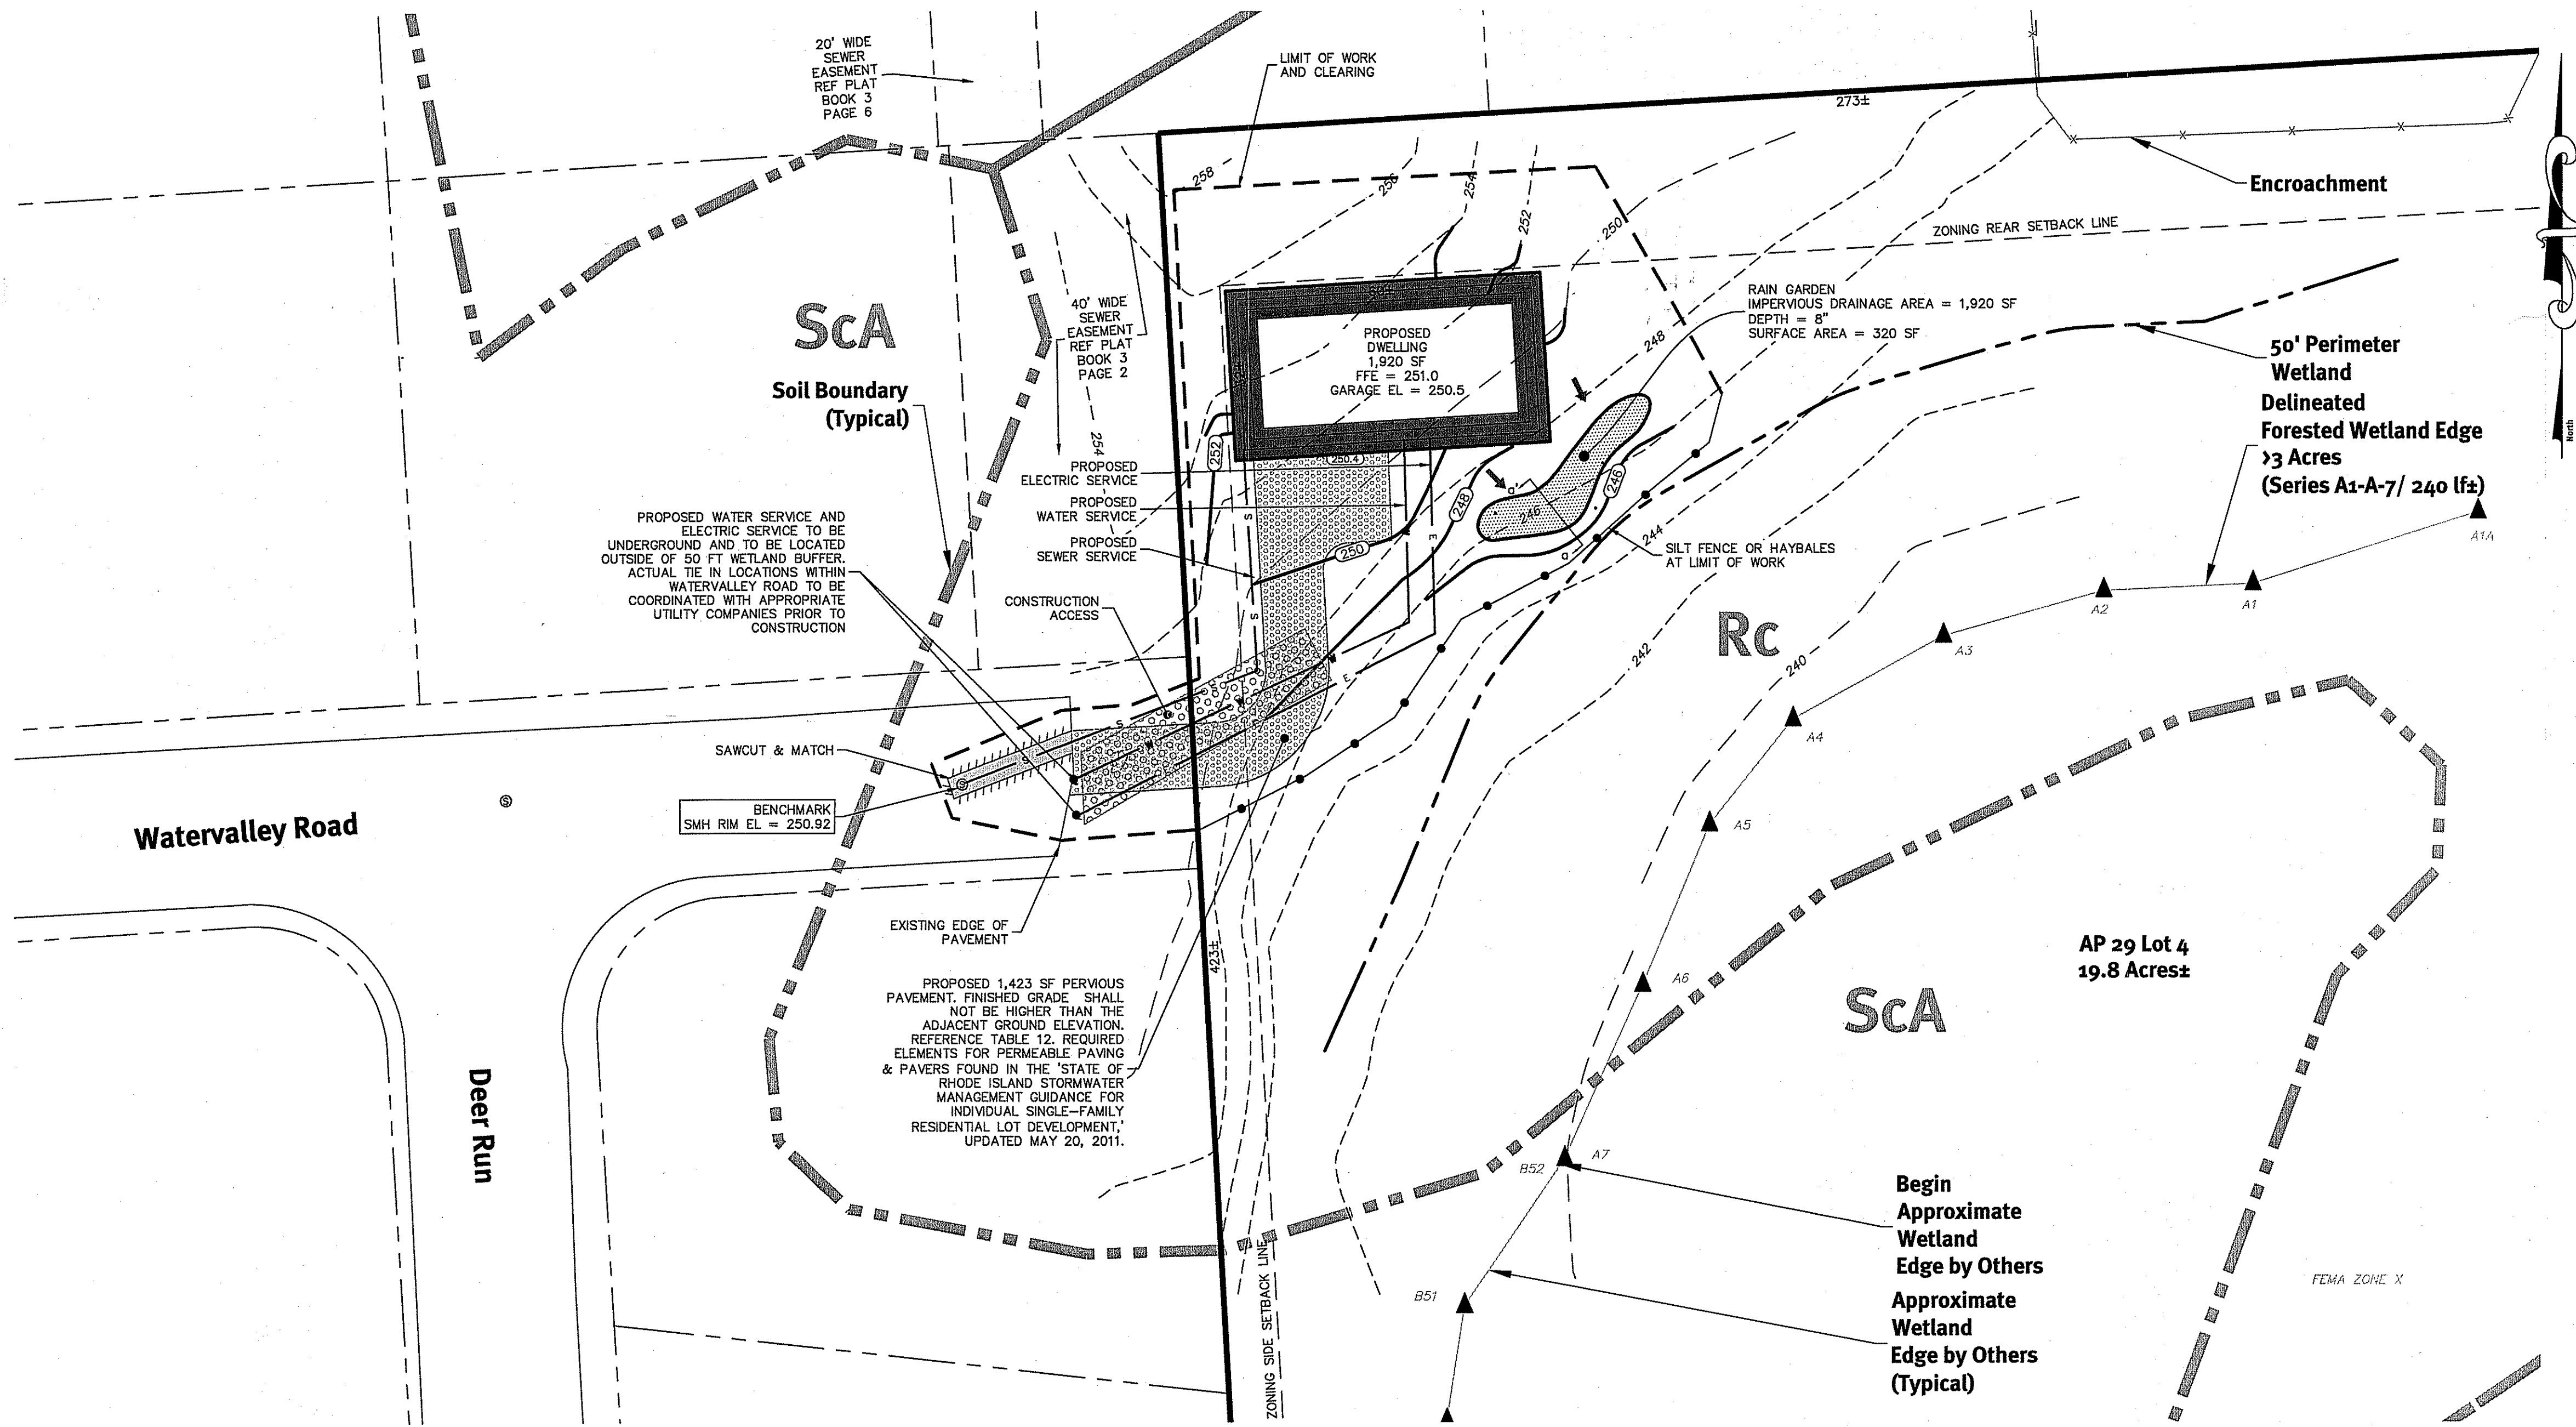 20' WIDE
SEWER
EASEMENT
REF PLAT
BOOK 3
PAGE 6
LIMIT OF WORK
AND CLEARING
273±
Encroachment
ZONING REAR SETBACK LINE
258
256
254
252
250
248
ScA
Soil Boundary
(Typical)
40' WIDE
SEWER
EASEMENT
REF PLAT
BOOK 3
PAGE 2
254
PROPOSED
DWELLING
1,920 SF
FFE = 251.0
GARAGE EL = 250.5
RAIN GARDEN
IMPERVIOUS DRAINAGE AREA = 1,920 SF
DEPTH = 8"
SURFACE AREA = 320 SF
50' Perimeter
Wetland
Delineated
Forested Wetland Edge
>3 Acres
(Series A1-A-7/ 240 lf±)
North
252
250.4
PROPOSED
ELECTRIC SERVICE
PROPOSED
WATER SERVICE
PROPOSED
SEWER SERVICE
250
248
246
246
a'
a
244
242
240
SILT FENCE OR HAYBALES
AT LIMIT OF WORK
PROPOSED WATER SERVICE AND
ELECTRIC SERVICE TO BE
UNDERGROUND AND TO BE LOCATED
OUTSIDE OF 50 FT WETLAND BUFFER.
ACTUAL TIE IN LOCATIONS WITHIN
WATERVALLEY ROAD TO BE
COORDINATED WITH APPROPRIATE
UTILITY COMPANIES PRIOR TO
CONSTRUCTION
CONSTRUCTION
ACCESS
S
S
S
S
E
E
W
W
Rc
A1A
A1
A2
A3
A4
A5
A6
A7
B52
B51
SAWCUT & MATCH
BENCHMARK
SMH RIM EL = 250.92
S
S
Watervalley Road
Deer Run
EXISTING EDGE OF
PAVEMENT
423±
PROPOSED 1,423 SF PERVIOUS
PAVEMENT. FINISHED GRADE SHALL
NOT BE HIGHER THAN THE
ADJACENT GROUND ELEVATION.
REFERENCE TABLE 12. REQUIRED
ELEMENTS FOR PERMEABLE PAVING
& PAVERS FOUND IN THE 'STATE OF
RHODE ISLAND STORMWATER
MANAGEMENT GUIDANCE FOR
INDIVIDUAL SINGLE-FAMILY
RESIDENTIAL LOT DEVELOPMENT,'
UPDATED MAY 20, 2011.
ZONING SIDE SETBACK LINE
AP 29 Lot 4
19.8 Acres±
ScA
Begin
Approximate
Wetland
Edge by Others
Approximate
Wetland
Edge by Others
(Typical)
FEMA ZONE X